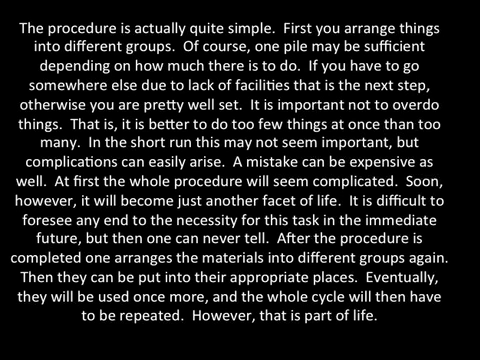 The procedure is actually quite simple.  First you arrange things
into different groups.  Of course, one pile may be sufficient
depending on how much there is to do.  If you have to go
somewhere else due to lack of facilities that is the next step,
otherwise you are pretty well set.  It is important not to overdo
things.  That is, it is better to do too few things at once than too
many.  In the short run this may not seem important, but
complications can easily arise.  A mistake can be expensive as
well.  At first the whole procedure will seem complicated.  Soon,
however, it will become just another facet of life.  It is difficult to
foresee any end to the necessity for this task in the immediate
future, but then one can never tell.  After the procedure is
completed one arranges the materials into different groups again.
Then they can be put into their appropriate places.  Eventually,
they will be used once more, and the whole cycle will then have
to be repeated.  However, that is part of life.